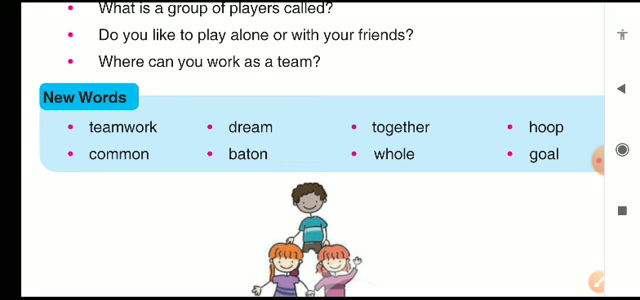 • What is a group of players called?
• Do you like to play alone or with your friends?
• Where can you work as a team?
New Words
• teamwork • dream • together • hoop
• common • baton • whole • goal